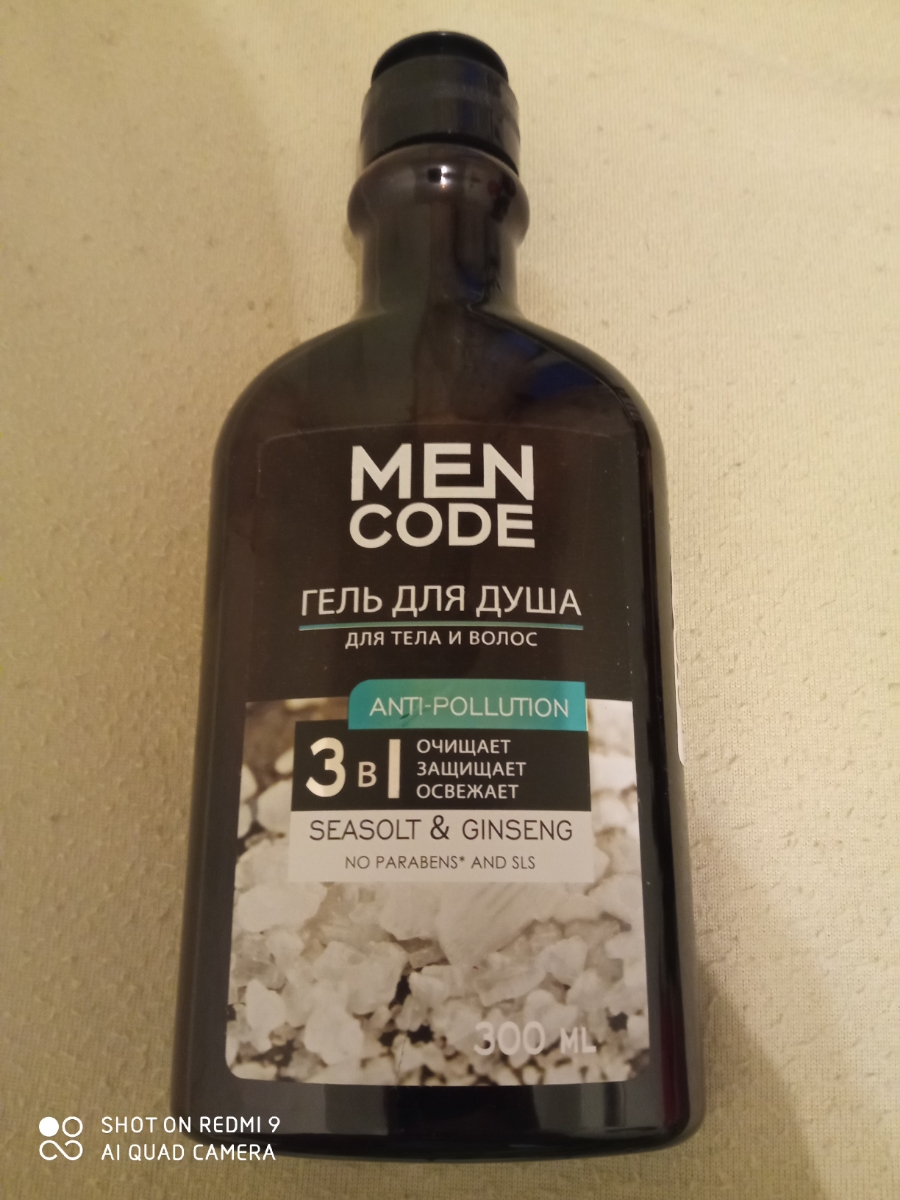 MEN
CODE
ГЕЛЬ ДЛЯ ДУША
ДЛЯ ТЕЛА И ВОЛОС
ANTI-POLLUTION
3 в 1
ОЧИЩАЕТ
ЗАЩИЩАЕТ
ОСВЕЖАЕТ
SEASOLT & GINSENG
NO PARABENS* AND SLS
300 ML
SHOT ON REDMI 9
AI QUAD CAMERA